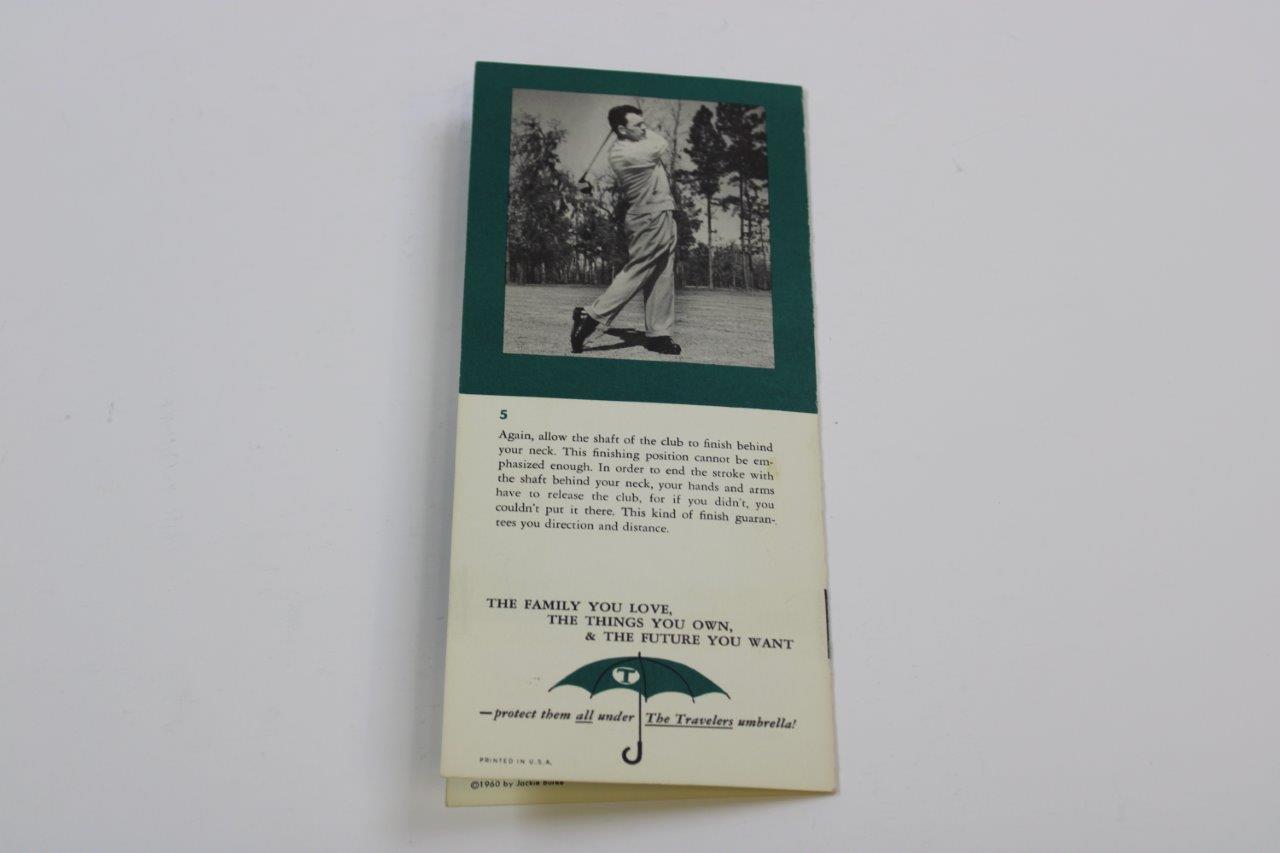 5
Again, allow the shaft of the club to finish behind
your neck. This finishing position cannot be em-
phasized enough. In order to end the stroke with
the shaft behind your neck, your hands and arms
have to release the club, for if you didn't, you
couldn't put it there. This kind of finish guaran-
tees you direction and distance.
THE FAMILY YOU LOVE,
THE THINGS YOU OWN,
& THE FUTURE YOU WANT
T
—protect them all under The Travelers umbrella!
PRINTED IN U.S.A.
©1960 by Jackie Burke